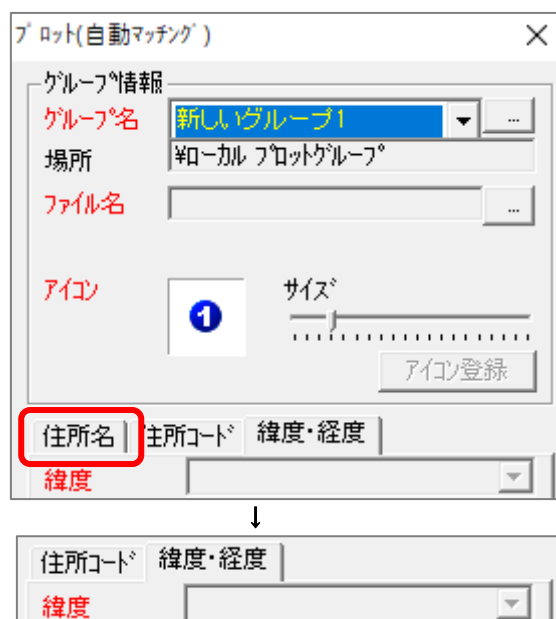 プロット(自動マッチング)
グループ情報
グループ名 新しいグループ1 ...
場所 ¥ローカル プロットグループ
ファイル名 ...
アイコン 1 サイズ
アイコン登録
住所名 住所コード 緯度・経度
緯度
↓
住所コード 緯度・経度
緯度